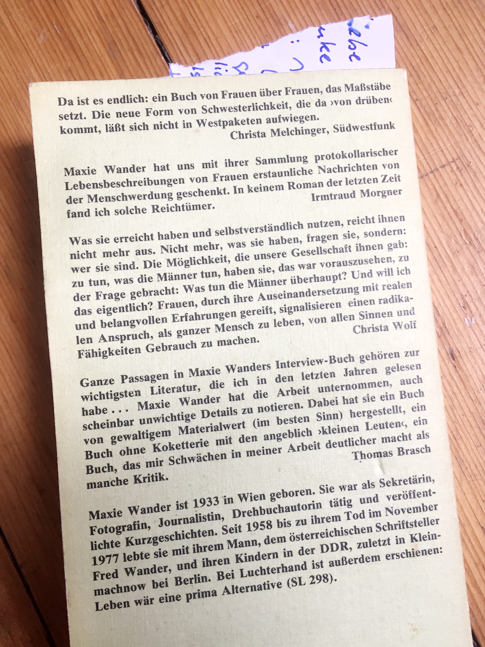 Da ist es endlich: ein Buch von Frauen über Frauen, das Maßstäbe
setzt. Die neue Form von Schwesterlichkeit, die da ›von drüben‹
kommt, läßt sich nicht in Westpaketen aufwiegen.
Christa Melchinger, Südwestfunk
Maxie Wander hat uns mit ihrer Sammlung protokollarischer
Lebensbeschreibungen von Frauen erstaunliche Nachrichten von
der Menschwerdung geschenkt. In keinem Roman der letzten Zeit
fand ich solche Reichtümer.
Irmtraud Morgner
Was sie erreicht haben und selbstverständlich nutzen, reicht ihnen
nicht mehr aus. Nicht mehr, was sie haben, fragen sie, sondern:
wer sie sind. Die Möglichkeit, die unsere Gesellschaft ihnen gab:
zu tun, was die Männer tun, haben sie, das war vorauszusehen, zu
der Frage gebracht: Was tun die Männer überhaupt? Und will ich
das eigentlich? Frauen, durch ihre Auseinandersetzung mit realen
und belangvollen Erfahrungen gereift, signalisieren einen radika-
len Anspruch, als ganzer Mensch zu leben, von allen Sinnen und
Fähigkeiten Gebrauch zu machen.
Christa Wolf
Ganze Passagen in Maxie Wanders Interview-Buch gehören zur
wichtigsten Literatur, die ich in den letzten Jahren gelesen
habe . . . Maxie Wander hat die Arbeit unternommen, auch
scheinbar unwichtige Details zu notieren. Dabei hat sie ein Buch
von gewaltigem Materialwert (im besten Sinn) hergestellt, ein
Buch ohne Koketterie mit den angeblich ›kleinen Leuten‹, ein
Buch, das mir Schwächen in meiner Arbeit deutlicher macht als
manche Kritik.
Thomas Brasch
Maxie Wander ist 1933 in Wien geboren. Sie war als Sekretärin,
Fotografin, Journalistin, Drehbuchautorin tätig und veröffent-
lichte Kurzgeschichten. Seit 1958 bis zu ihrem Tod im November
1977 lebte sie mit ihrem Mann, dem österreichischen Schriftsteller
Fred Wander, und ihren Kindern in der DDR, zuletzt in Klein-
machnow bei Berlin. Bei Luchterhand ist außerdem erschienen:
Leben wär eine prima Alternative (SL 298).